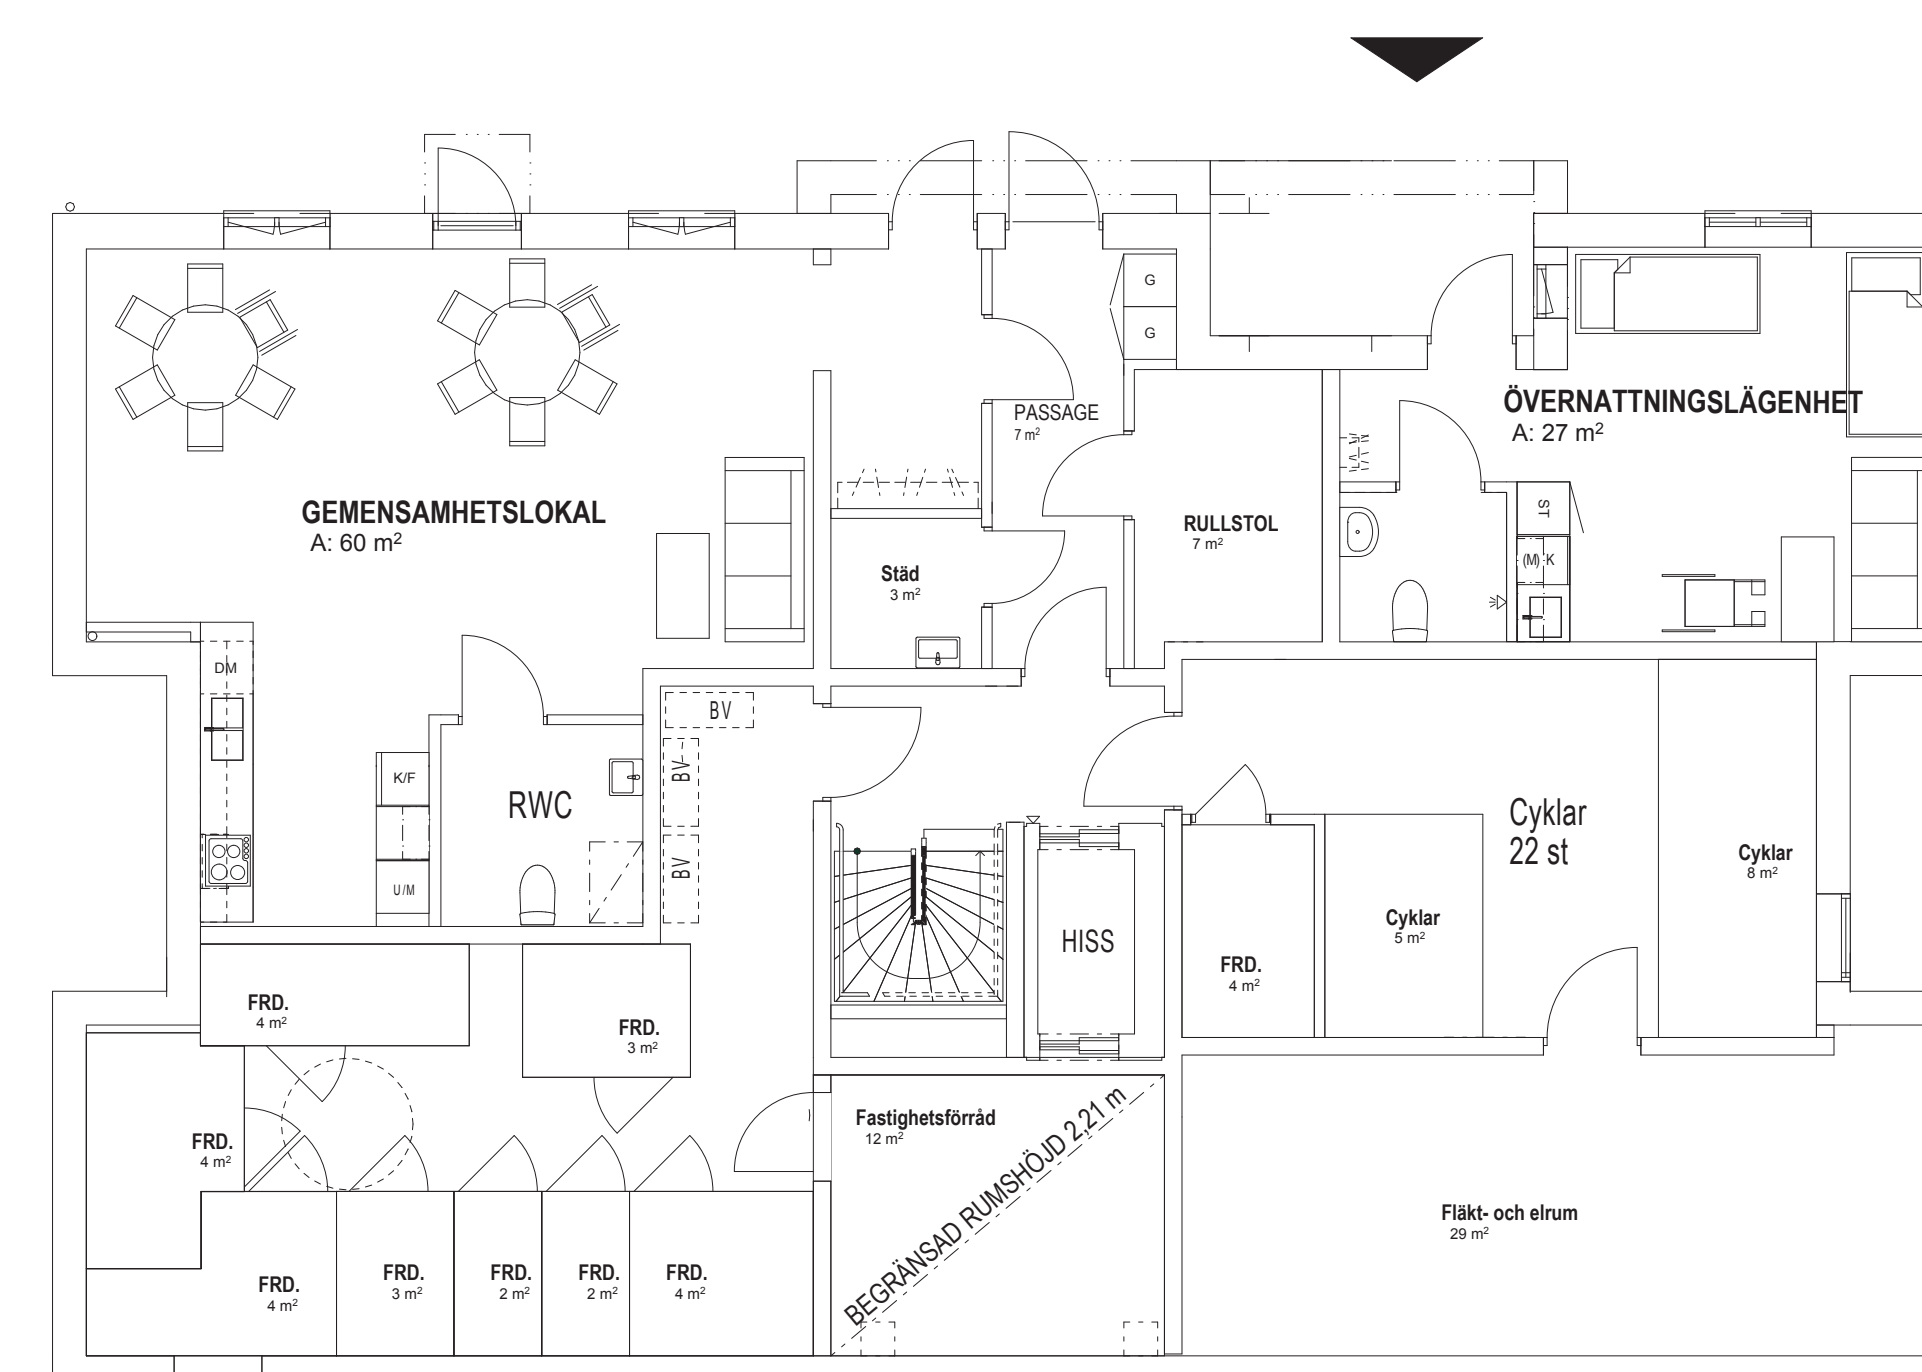 G
G
PASSAGE
7 m²
ÖVERNATTNINGSLÄGENHET
A: 27 m²
GEMENSAMHETSLOKAL
A: 60 m²
RULLSTOL
7 m²
ST
(M) K
Städ
3 m²
DM
BV
BV
BV
K/F
U/M
RWC
HISS
Cyklar
22 st
Cyklar
8 m²
Cyklar
5 m²
FRD.
4 m²
FRD.
4 m²
FRD.
3 m²
FRD.
4 m²
Fastighetsförråd
12 m²
BEGRÄNSAD RUMSHÖJD 2,21 m
Fläkt- och elrum
29 m²
FRD.
4 m²
FRD.
3 m²
FRD.
2 m²
FRD.
2 m²
FRD.
4 m²